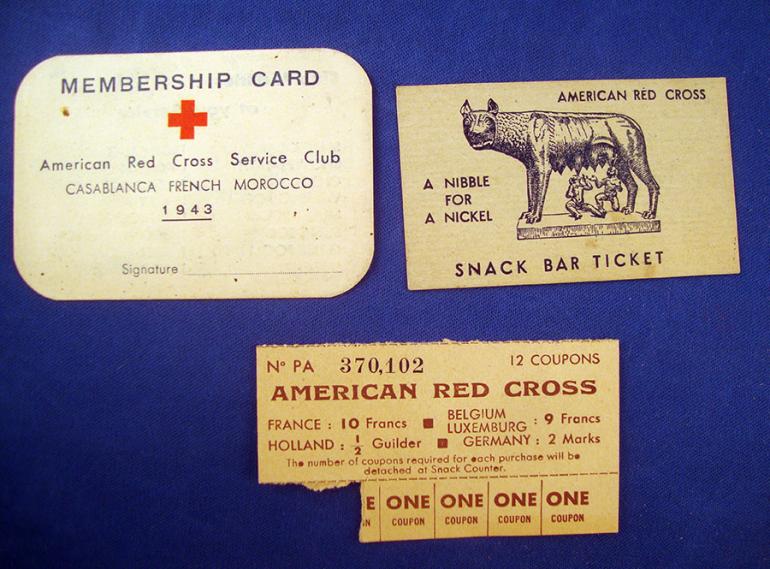 MEMBERSHIP CARD
American Red Cross Service Club
CASABLANCA FRENCH MOROCCO
1943
Signature
AMERICAN RED CROSS
A NIBBLE
FOR
A NICKEL
SNACK BAR TICKET
Nº PA 370,102 12 COUPONS
AMERICAN RED CROSS
FRANCE : 10 Francs ■ BELGIUM LUXEMBURG : 9 Francs
HOLLAND : ½ Guilder ■ GERMANY : 2 Marks
The number of coupons required for each purchase will be
detached at Snack Counter.
E ONE ONE ONE ONE
N COUPON COUPON COUPON COUPON